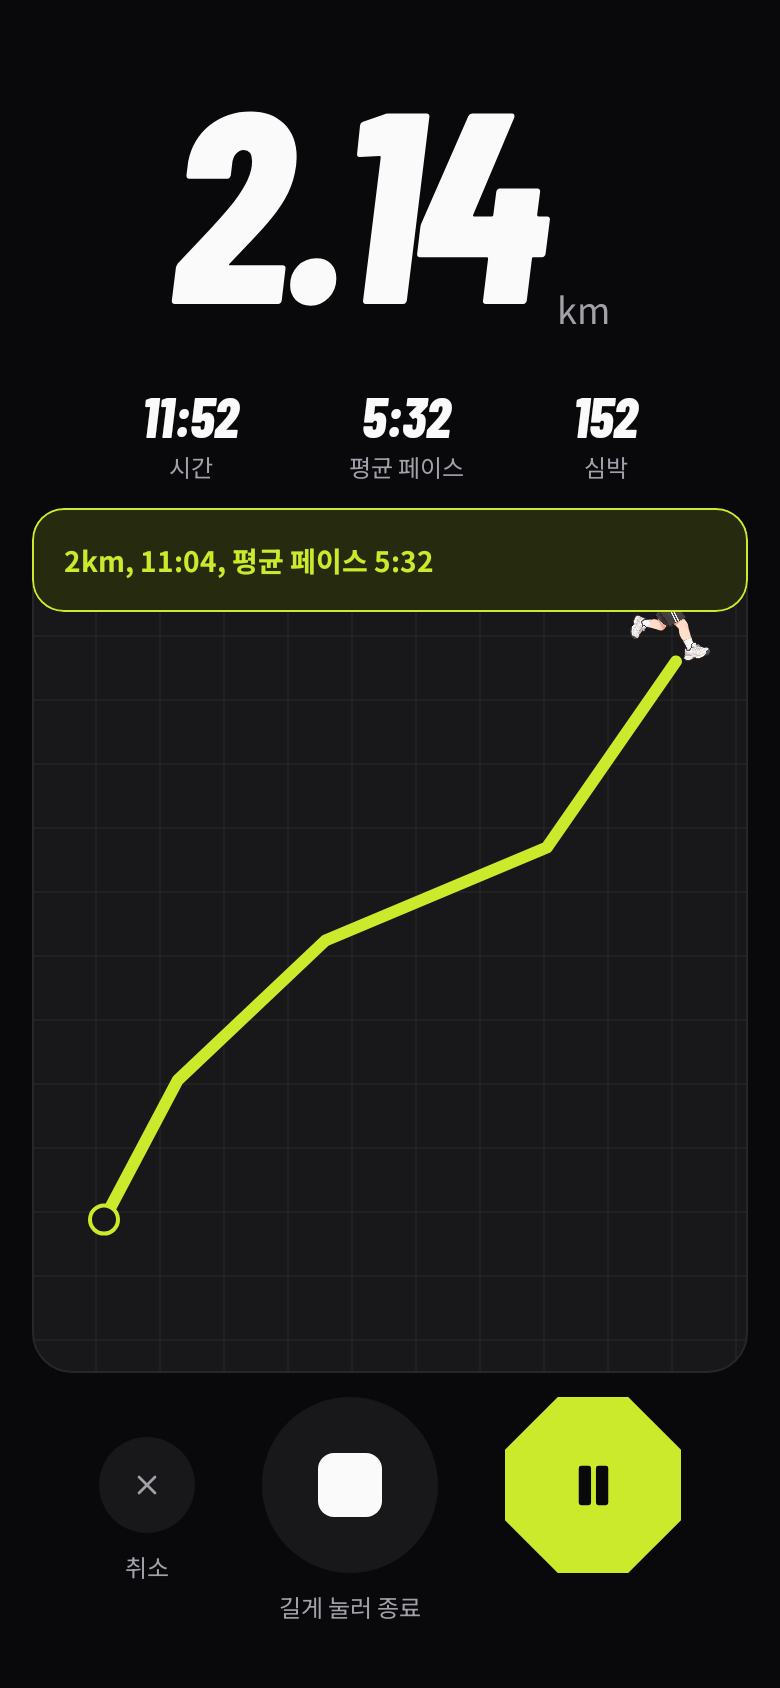 2.14 km
11:52 5:32 152
시간 평균 페이스 심박
2km, 11:04, 평균 페이스 5:32
취소
길게 눌러 종료